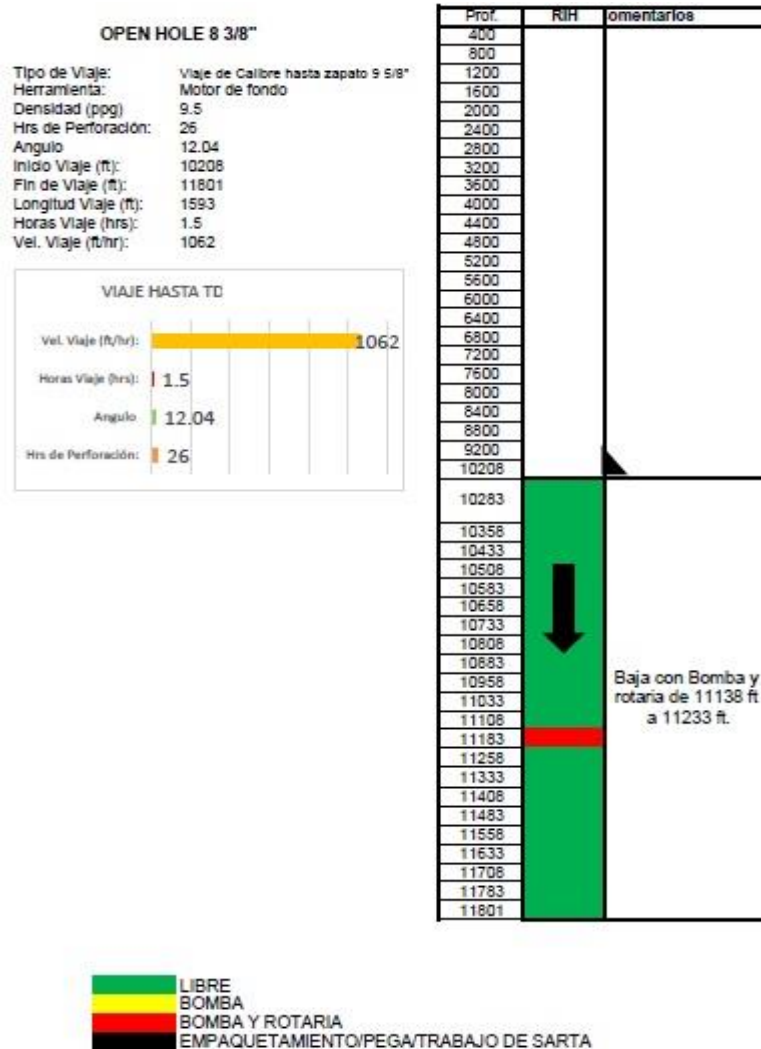 OPEN HOLE 8 3/8"
Tipo de Viaje: Viaje de Calibre hasta zapato 9 5/8"
Herramienta: Motor de fondo
Densidad (ppg) 9.5
Hrs de Perforación: 26
Angulo 12.04
Inicio Viaje (ft): 10208
Fin de Viaje (ft): 11801
Longitud Viaje (ft): 1593
Horas Viaje (hrs): 1.5
Vel. Viaje (ft/hr): 1062
VIAJE HASTA TD
Vel. Viaje (ft/hr): 1062
Horas Viaje (hrs): 1.5
Angulo 12.04
Hrs de Perforación: 26
Prof. RIH omentarios
400
800
1200
1600
2000
2400
2800
3200
3600
4000
4400
4800
5200
5600
6000
6400
6800
7200
7600
8000
8400
8800
9200
10208
10283
10358
10433
10508
10583
10658
10733
10808
10883
10958
11033
11108
11183
11258
11333
11408
11483
11558
11633
11708
11783
11801
Baja con Bomba y
rotaria de 11138 ft
a 11233 ft.
LIBRE
BOMBA
BOMBA Y ROTARIA
EMPAQUETAMIENTO/PEGA/TRABAJO DE SARTA